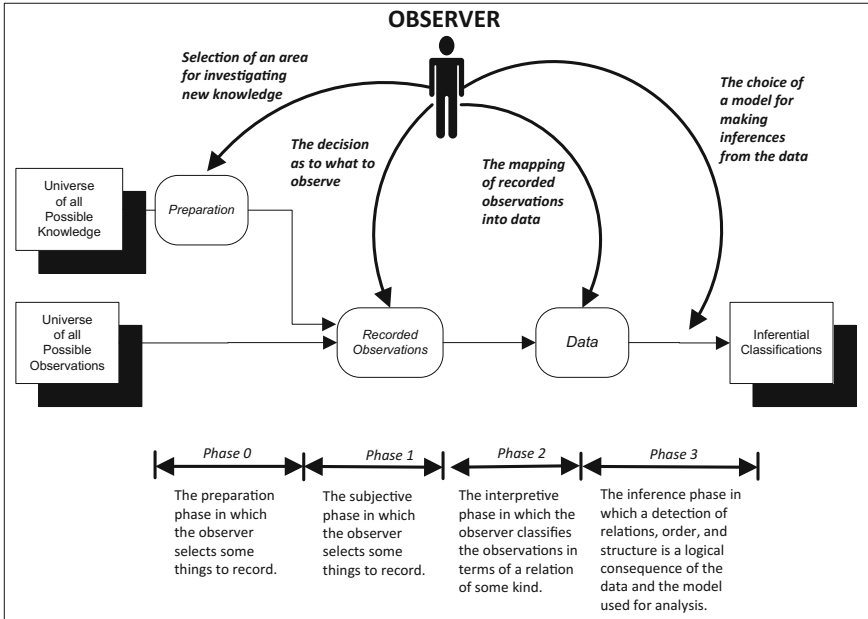 OBSERVER
Selection of an area
for investigating
new knowledge
The decision
as to what to
observe
The mapping
of recorded
observations
into data
The choice of
a model for
making
inferences
from the data
Universe
of all
Possible
Knowledge
Preparation
Universe
of all
Possible
Observations
Recorded
Observations
Data
Inferential
Classifications
Phase 0
Phase 1
Phase 2
Phase 3
The preparation
phase in which
the observer
selects some
things to record.
The subjective
phase in which
the observer
selects some
things to record.
The interpretive
phase in which the
observer classifies
the observations in
terms of a relation
of some kind.
The inference phase in
which a detection of
relations, order, and
structure is a logical
consequence of the
data and the model
used for analysis.